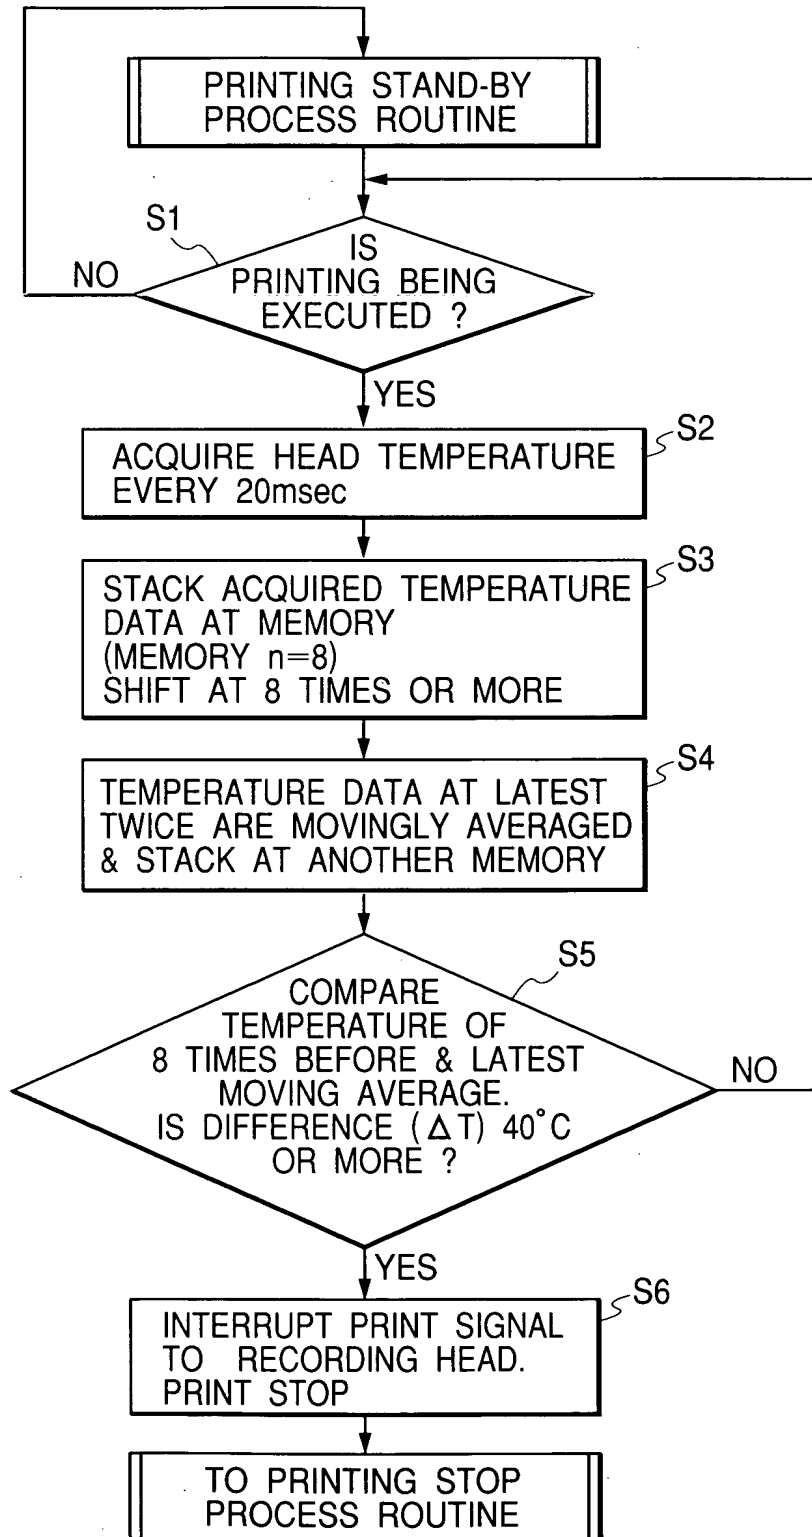 PRINTING STAND-BY
PROCESS ROUTINE
S1
IS
PRINTING BEING
EXECUTED ?
NO
YES
S2
ACQUIRE HEAD TEMPERATURE
EVERY 20msec
S3
STACK ACQUIRED TEMPERATURE
DATA AT MEMORY
(MEMORY n=8)
SHIFT AT 8 TIMES OR MORE
S4
TEMPERATURE DATA AT LATEST
TWICE ARE MOVINGLY AVERAGED
& STACK AT ANOTHER MEMORY
S5
COMPARE
TEMPERATURE OF
8 TIMES BEFORE & LATEST
MOVING AVERAGE.
IS DIFFERENCE (ΔT) 40°C
OR MORE ?
NO
YES
S6
INTERRUPT PRINT SIGNAL
TO RECORDING HEAD.
PRINT STOP
TO PRINTING STOP
PROCESS ROUTINE